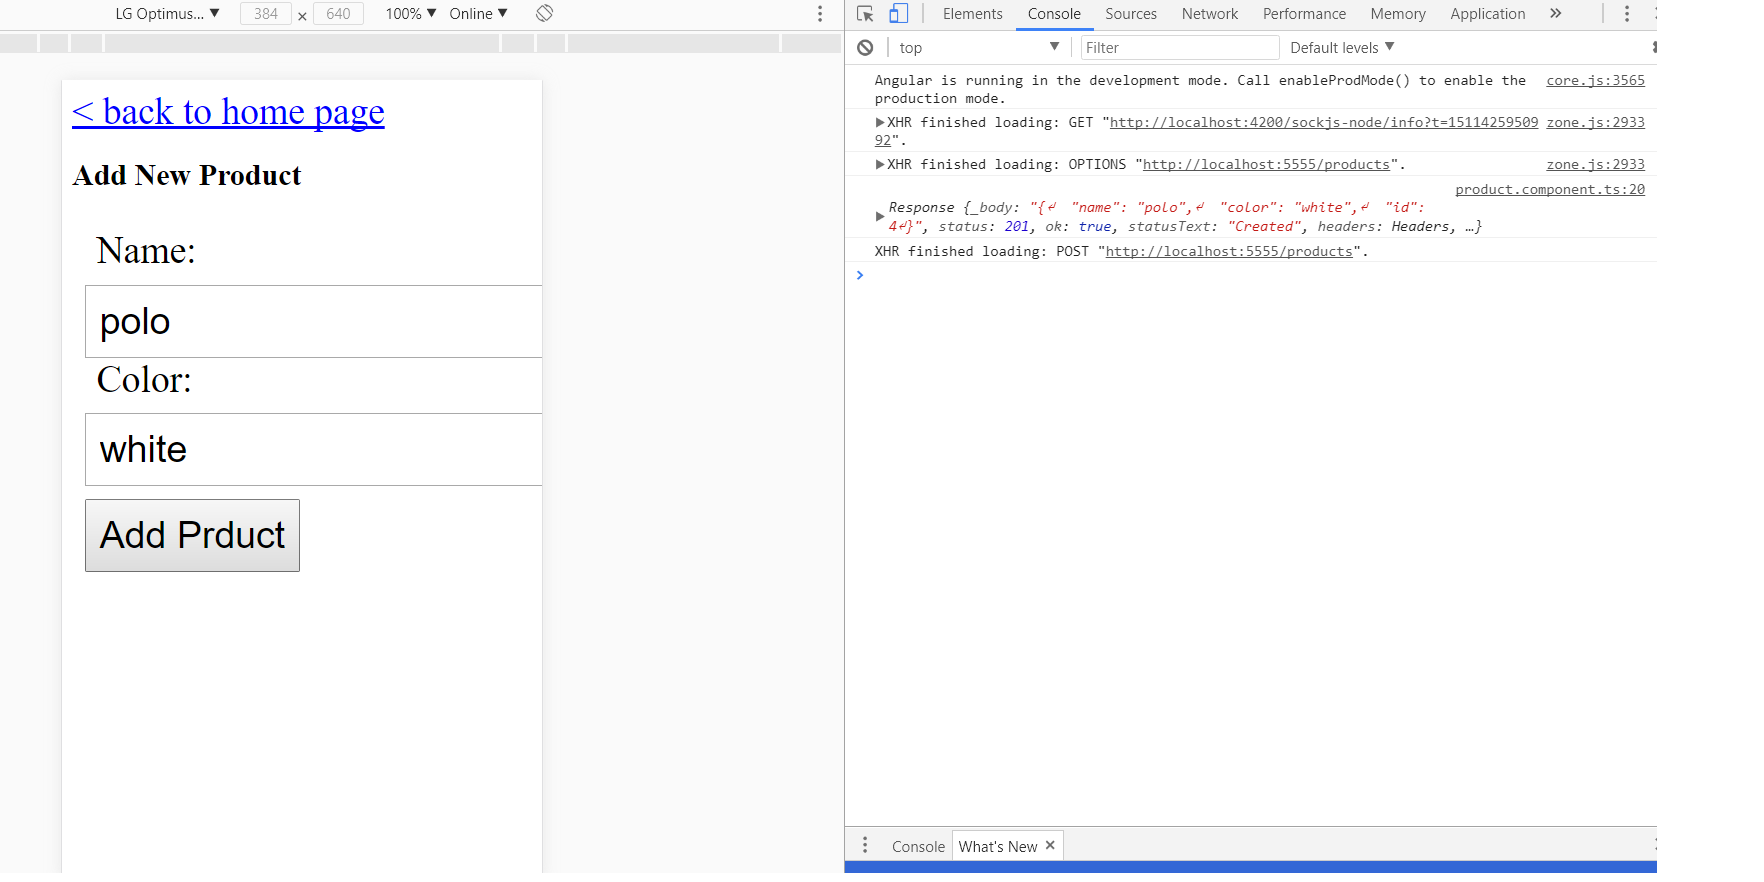 LG Optimus... ▼ 384 × 640 100% ▼ Online ▼
< back to home page
Add New Product
Name:
polo
Color:
white
Add Prduct
Elements Console Sources Network Performance Memory Application »
top ▼ Filter Default levels ▼
Angular is running in the development mode. Call enableProdMode() to enable the core.js:3565
production mode.
▶XHR finished loading: GET "http://localhost:4200/sockjs-node/info?t=15114259509 zone.js:2933
92".
▶XHR finished loading: OPTIONS "http://localhost:5555/products". zone.js:2933
product.component.ts:20
Response {_body: "{↵  "name": "polo",↵  "color": "white",↵  "id":
▶ 4↵}", status: 201, ok: true, statusText: "Created", headers: Headers, …}
XHR finished loading: POST "http://localhost:5555/products".
>
Console What's New ×